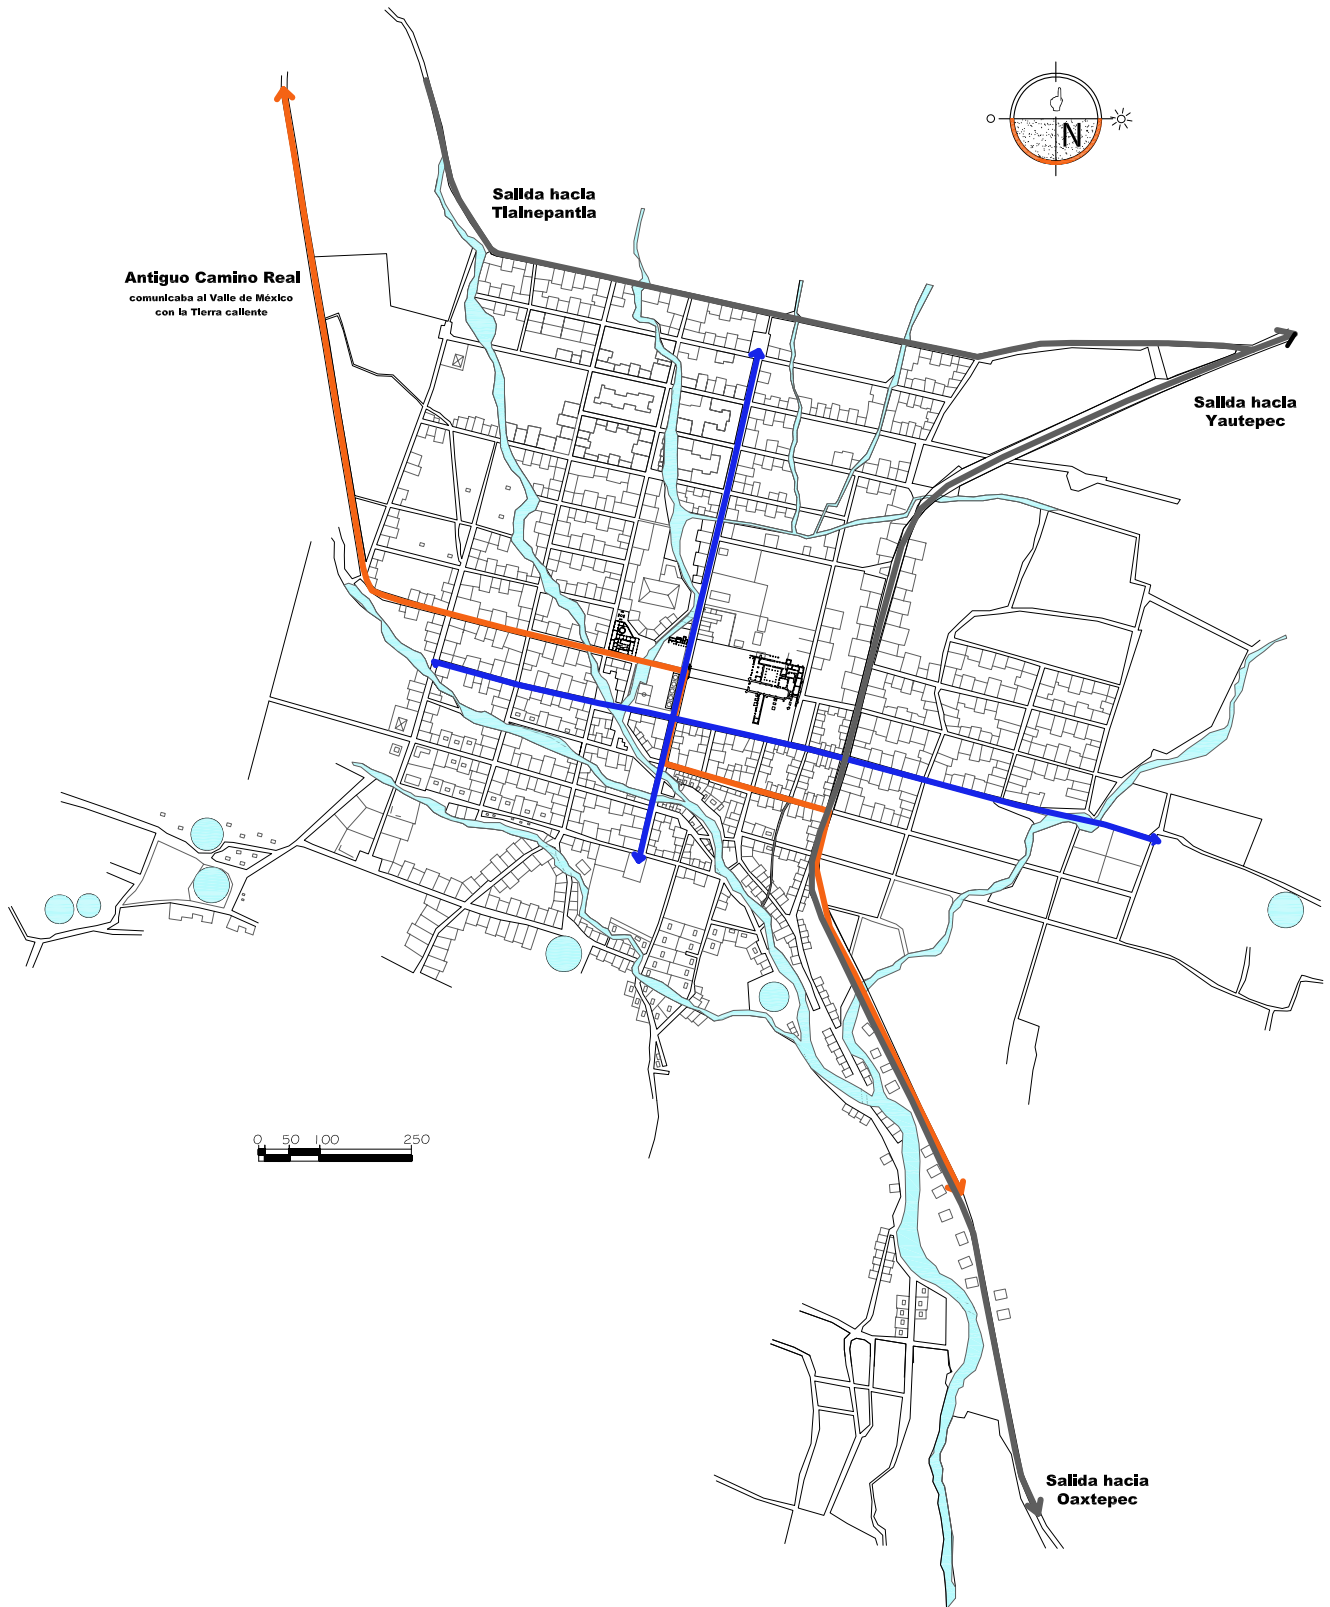 N
Salida hacia
Tlalnepantla
Antiguo Camino Real
comunicaba al Valle de México
con la Tierra caliente
Salida hacia
Yautepec
0 50 100 250
Salida hacia
Oaxtepec